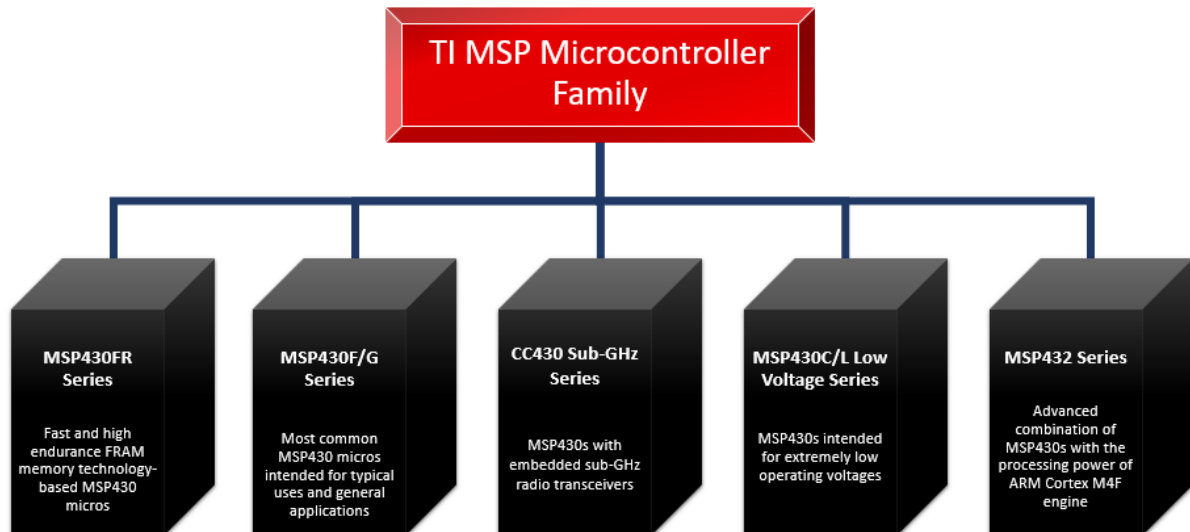 TI MSP Microcontroller
Family
MSP430FR
Series
Fast and high
endurance FRAM
memory technology-
based MSP430
micros
MSP430F/G
Series
Most common
MSP430 micros
intended for typical
uses and general
applications
CC430 Sub-GHz
Series
MSP430s with
embedded sub-GHz
radio transceivers
MSP430C/L Low
Voltage Series
MSP430s intended
for extremely low
operating voltages
MSP432 Series
Advanced
combination of
MSP430s with the
processing power of
ARM Cortex M4F
engine